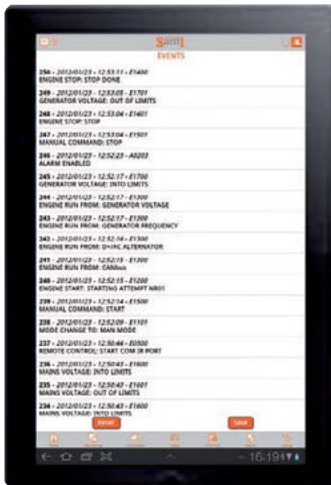 EVENTS
250 - 2012/01/23 - 12:53:11 - E1400
ENGINE STOP: STOP DONE
249 - 2012/01/23 - 12:53:05 - E1701
GENERATOR VOLTAGE: OUT OF LIMITS
248 - 2012/01/23 - 12:53:04 - E1401
ENGINE STOP: STOP
247 - 2012/01/23 - 12:53:04 - E1501
MANUAL COMMAND: STOP
246 - 2012/01/23 - 12:52:23 - A0203
ALARM ENABLED
245 - 2012/01/23 - 12:52:17 - E1700
GENERATOR VOLTAGE: INTO LIMITS
244 - 2012/01/23 - 12:52:17 - E1300
ENGINE RUN FROM: GENERATOR VOLTAGE
243 - 2012/01/23 - 12:52:17 - E1300
ENGINE RUN FROM: GENERATOR FREQUENCY
242 - 2012/01/23 - 12:52:16 - E1300
ENGINE RUN FROM: D+/AC ALTERNATOR
241 - 2012/01/23 - 12:52:15 - E1300
ENGINE RUN FROM: CANbus
240 - 2012/01/23 - 12:52:15 - E1200
ENGINE START: STARTING ATTEMPT NR01
239 - 2012/01/23 - 12:52:14 - E1500
MANUAL COMMAND: START
238 - 2012/01/23 - 12:52:09 - E1101
MODE CHANGE TO: MAN MODE
237 - 2012/01/23 - 12:50:44 - E0500
REMOTE CONTROL: START COM IR PORT
236 - 2012/01/23 - 12:50:43 - E1600
MAINS VOLTAGE: INTO LIMITS
235 - 2012/01/23 - 12:50:43 - E1601
MAINS VOLTAGE: OUT OF LIMITS
234 - 2012/01/23 - 12:50:43 - E1600
MAINS VOLTAGE: INTO LIMITS
Reset Save
16:19